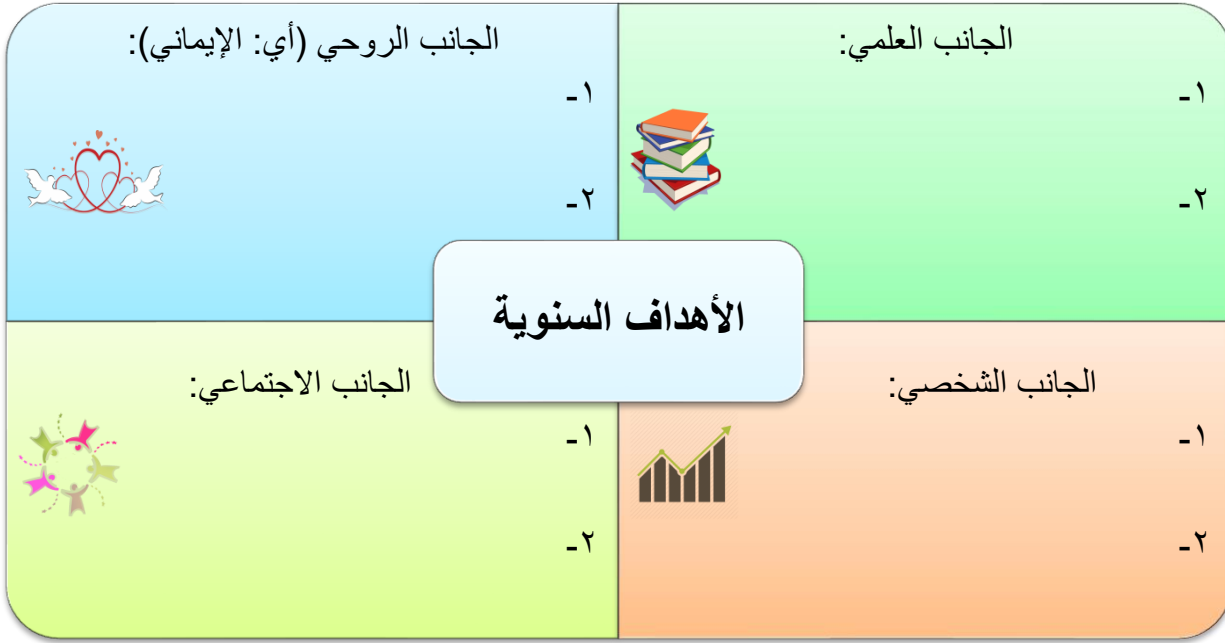 الجانب العلمي:
١-
٢-
الجانب الروحي (أي: الإيماني):
١-
٢-
الأهداف السنوية
الجانب الشخصي:
١-
٢-
الجانب الاجتماعي:
١-
٢-